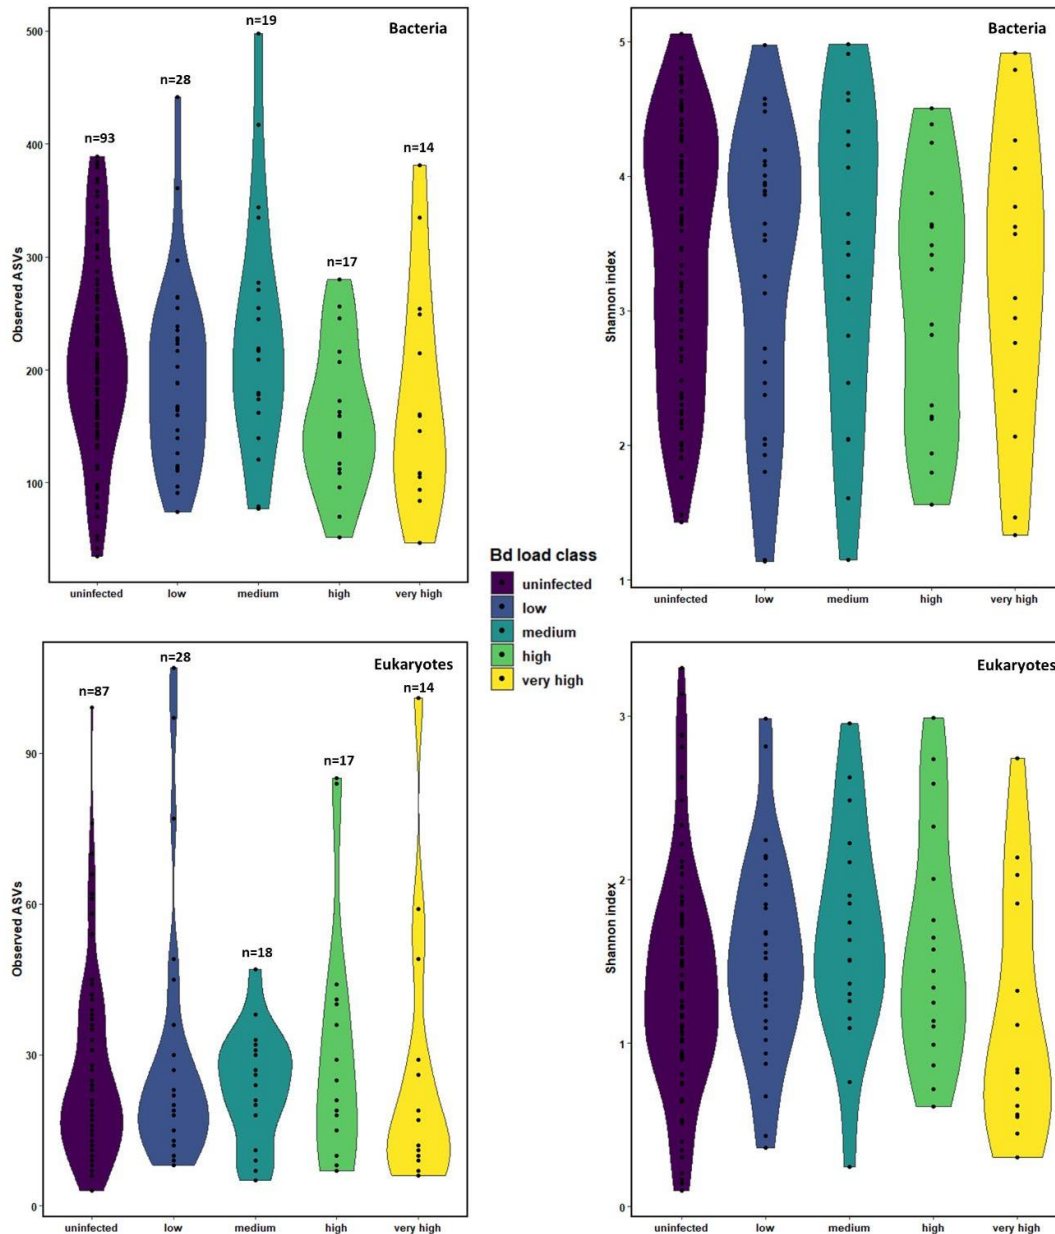 Bacteria
n=93
n=28
n=19
n=17
n=14
Observed ASVs
500
400
300
200
100
uninfected low medium high very high
Bacteria
Shannon index
5
4
3
2
1
uninfected low medium high very high
Bd load class
uninfected
low
medium
high
very high
Eukaryotes
n=87
n=28
n=18
n=17
n=14
Observed ASVs
90
60
30
0
uninfected low medium high very high
Eukaryotes
Shannon index
3
2
1
0
uninfected low medium high very high